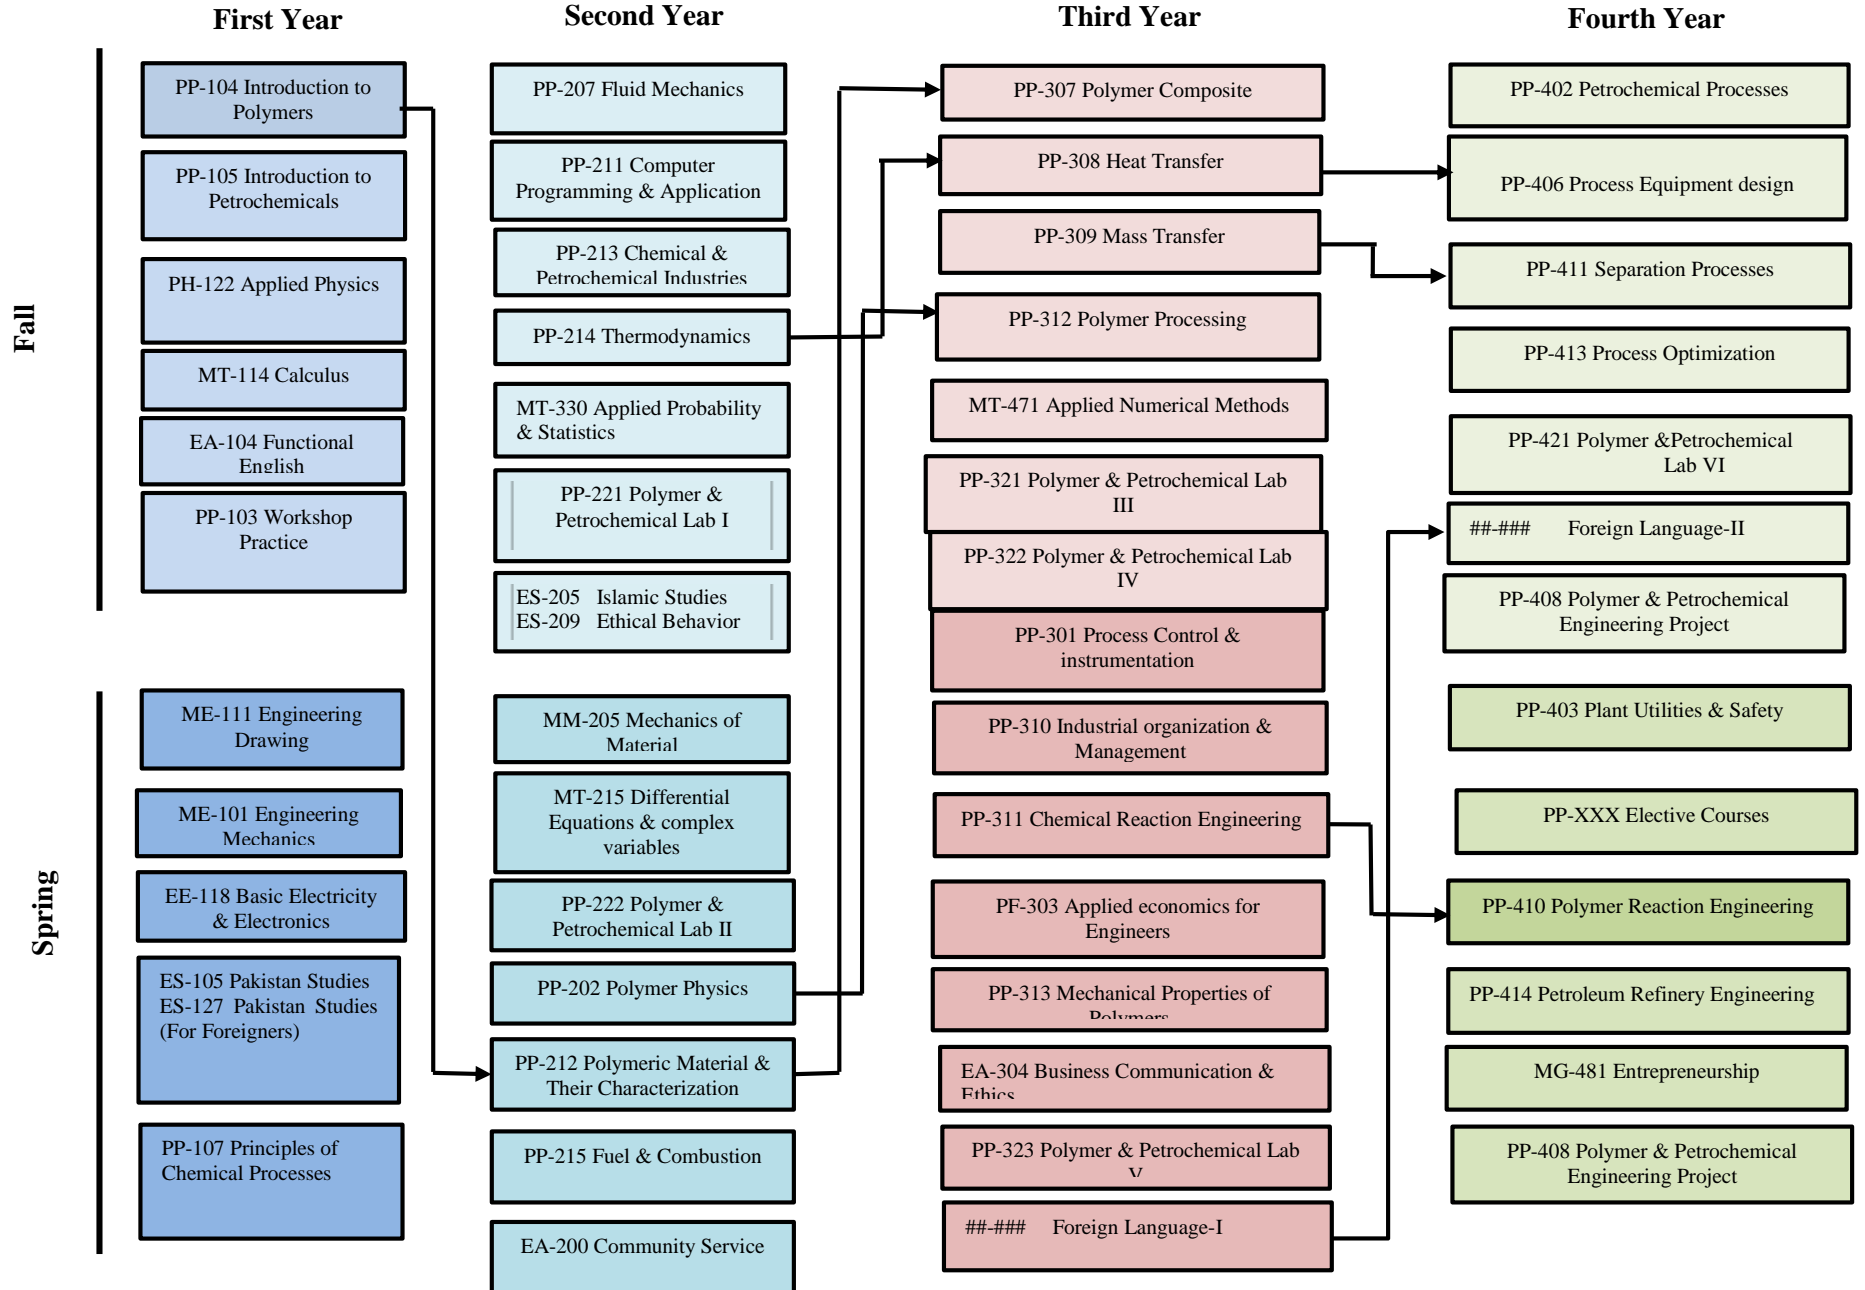 First Year
Second Year
Third Year
Fourth Year
Fall
PP-104 Introduction to
Polymers
PP-105 Introduction to
Petrochemicals
PH-122 Applied Physics
MT-114 Calculus
EA-104 Functional
English
PP-103 Workshop
Practice
PP-207 Fluid Mechanics
PP-211 Computer
Programming & Application
PP-213 Chemical &
Petrochemical Industries
PP-214 Thermodynamics
MT-330 Applied Probability
& Statistics
PP-221 Polymer &
Petrochemical Lab I
ES-205 Islamic Studies
ES-209 Ethical Behavior
PP-307 Polymer Composite
PP-308 Heat Transfer
PP-309 Mass Transfer
PP-312 Polymer Processing
MT-471 Applied Numerical Methods
PP-321 Polymer & Petrochemical Lab
III
PP-322 Polymer & Petrochemical Lab
IV
PP-301 Process Control &
instrumentation
PP-402 Petrochemical Processes
PP-406 Process Equipment design
PP-411 Separation Processes
PP-413 Process Optimization
PP-421 Polymer &Petrochemical
Lab VI
##-### Foreign Language-II
PP-408 Polymer & Petrochemical
Engineering Project
Spring
ME-111 Engineering
Drawing
ME-101 Engineering
Mechanics
EE-118 Basic Electricity
& Electronics
ES-105 Pakistan Studies
ES-127 Pakistan Studies
(For Foreigners)
PP-107 Principles of
Chemical Processes
MM-205 Mechanics of
Material
MT-215 Differential
Equations & complex
variables
PP-222 Polymer &
Petrochemical Lab II
PP-202 Polymer Physics
PP-212 Polymeric Material &
Their Characterization
PP-215 Fuel & Combustion
EA-200 Community Service
PP-310 Industrial organization &
Management
PP-311 Chemical Reaction Engineering
PF-303 Applied economics for
Engineers
PP-313 Mechanical Properties of
Polymers
EA-304 Business Communication &
Ethics
PP-323 Polymer & Petrochemical Lab
V
##-### Foreign Language-I
PP-403 Plant Utilities & Safety
PP-XXX Elective Courses
PP-410 Polymer Reaction Engineering
PP-414 Petroleum Refinery Engineering
MG-481 Entrepreneurship
PP-408 Polymer & Petrochemical
Engineering Project